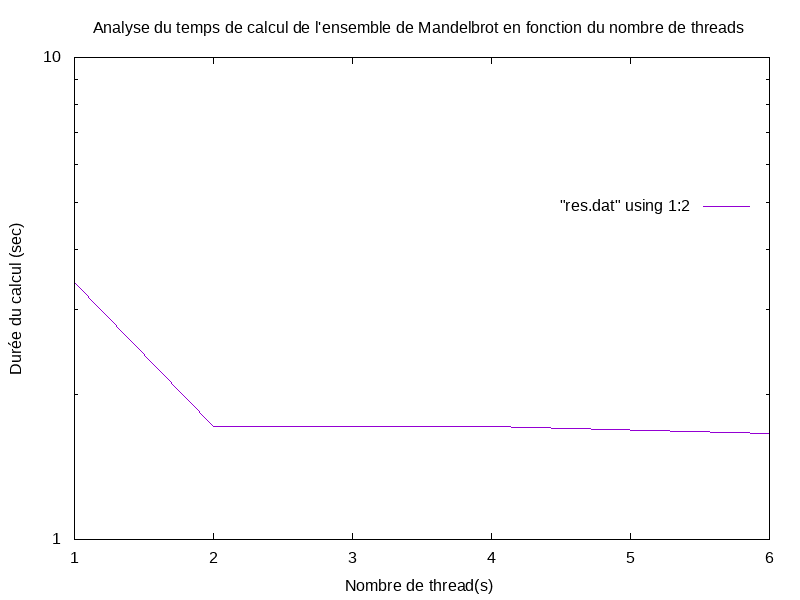 Analyse du temps de calcul de l'ensemble de Mandelbrot en fonction du nombre de threads
10
"res.dat" using 1:2
Durée du calcul (sec)
1
1 2 3 4 5 6
Nombre de thread(s)